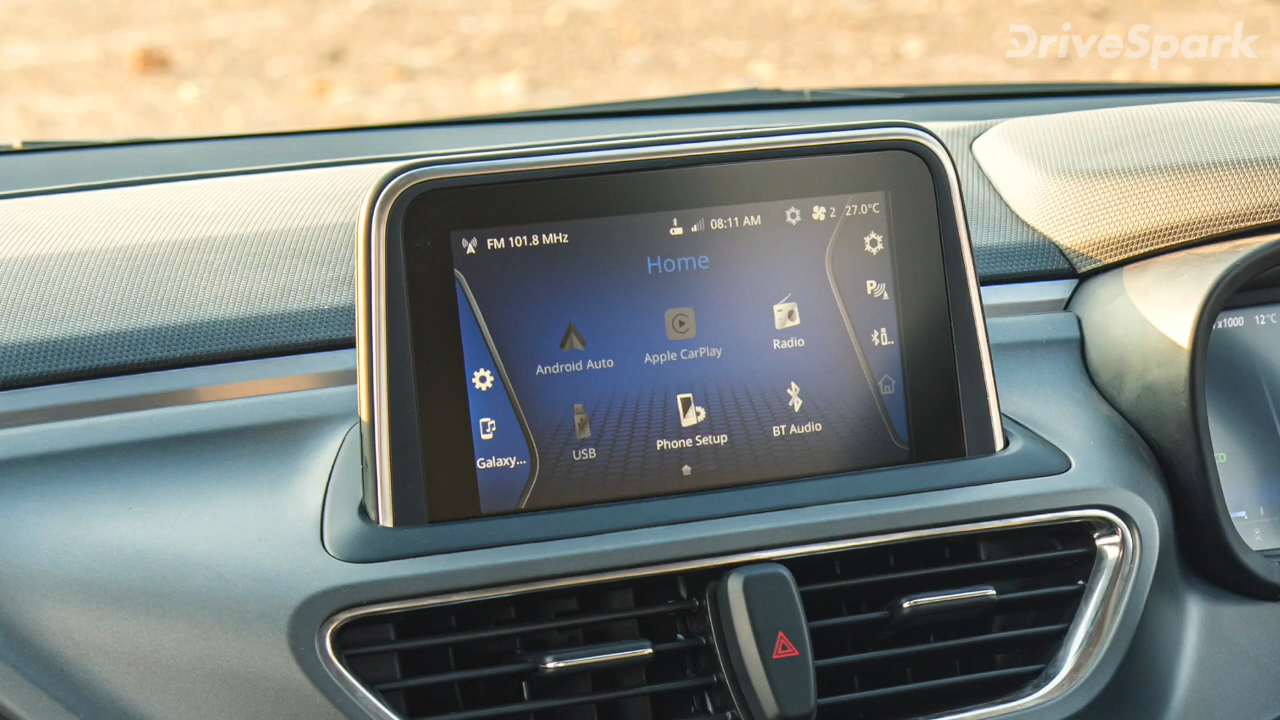 DriveSpark
FM 101.8 MHz
08:11 AM
2
27.0°C
Home
Android Auto
Apple CarPlay
Radio
USB
Phone Setup
BT Audio
Galaxy...
P
x1000
12°C